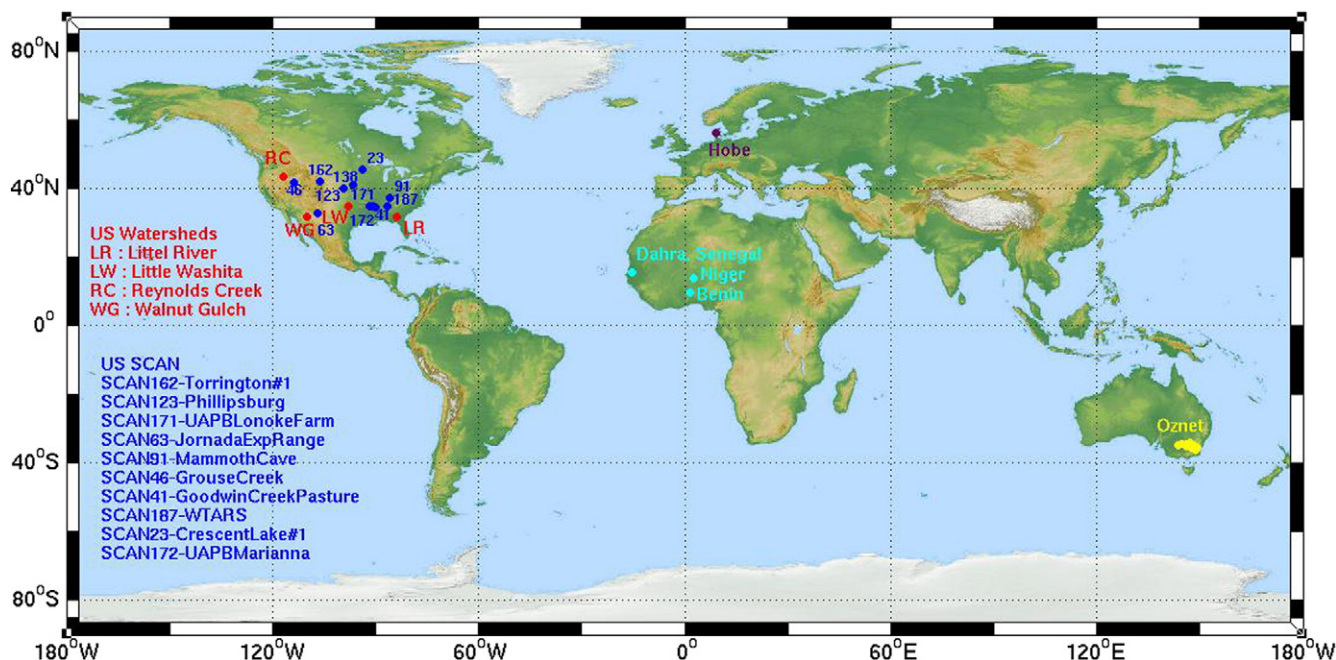 80°N
40°N
0°
40°S
80°S
180°W
120°W
60°W
0°
60°E
120°E
180°W
RC
46
162
123
138
23
171
91
187
41
172
LW
WG
63
LR
US Watersheds
LR : Littel River
LW : Little Washita
RC : Reynolds Creek
WG : Walnut Gulch
US SCAN
SCAN162-Torrington#1
SCAN123-Phillipsburg
SCAN171-UAPBLonokeFarm
SCAN63-JornadaExpRange
SCAN91-MammothCave
SCAN46-GrouseCreek
SCAN41-GoodwinCreekPasture
SCAN187-WTARS
SCAN23-CrescentLake#1
SCAN172-UAPBMarianna
Hobe
Dahra, Senegal
Niger
Benin
Oznet